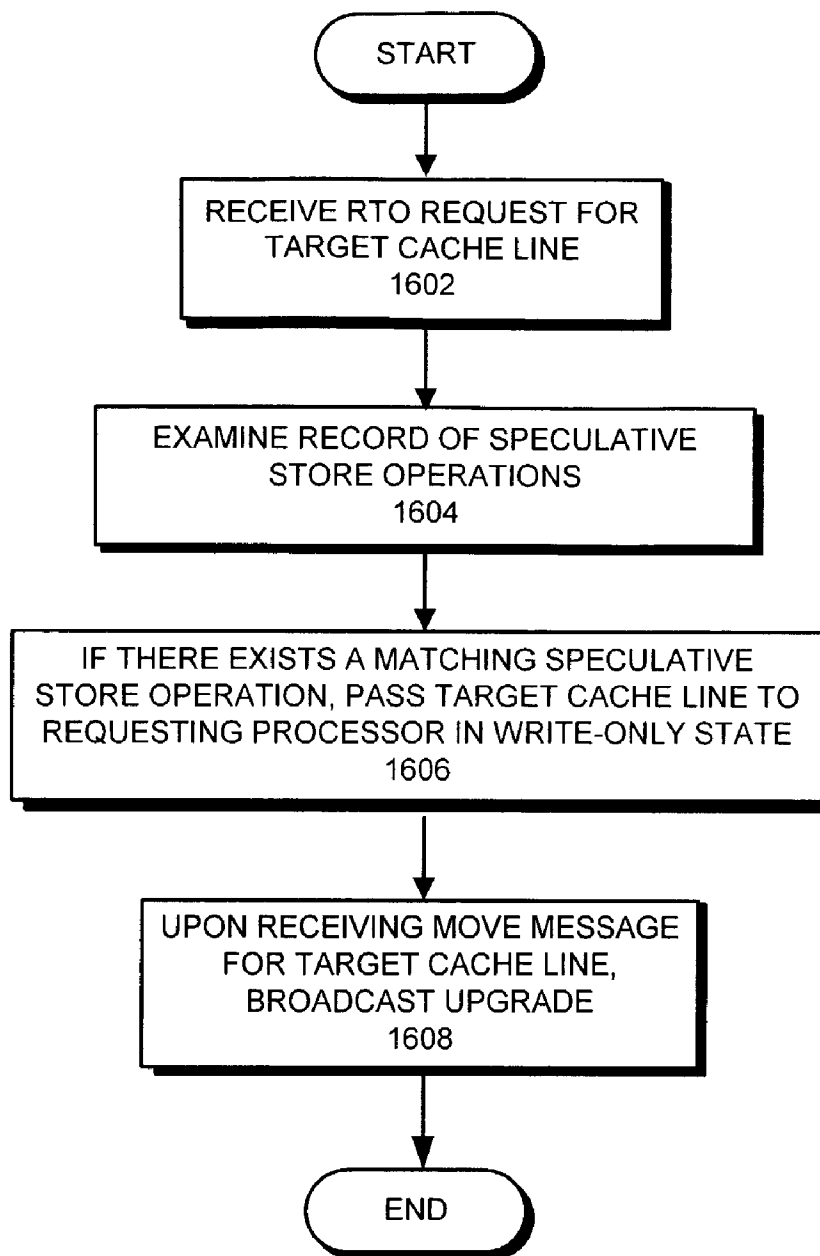 START
RECEIVE RTO REQUEST FOR
TARGET CACHE LINE
1602
EXAMINE RECORD OF SPECULATIVE
STORE OPERATIONS
1604
IF THERE EXISTS A MATCHING SPECULATIVE
STORE OPERATION, PASS TARGET CACHE LINE TO
REQUESTING PROCESSOR IN WRITE-ONLY STATE
1606
UPON RECEIVING MOVE MESSAGE
FOR TARGET CACHE LINE,
BROADCAST UPGRADE
1608
END